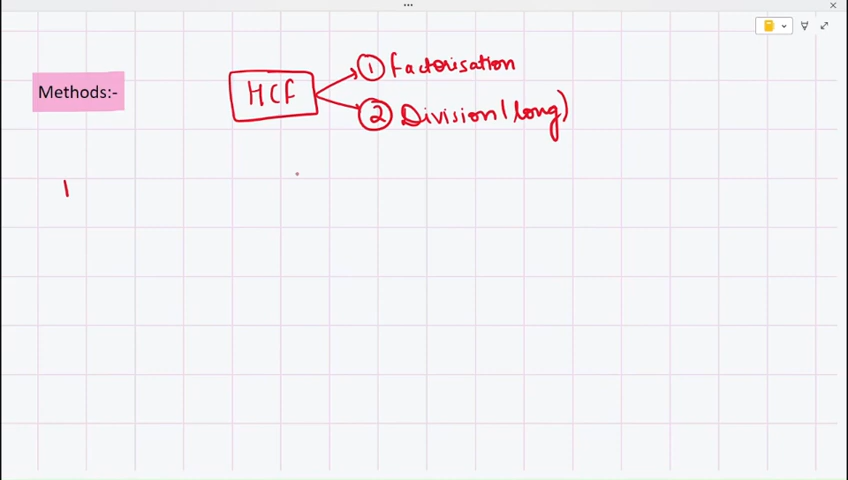 ① Factorisation
Methods:- HCF
② Division (long)
1